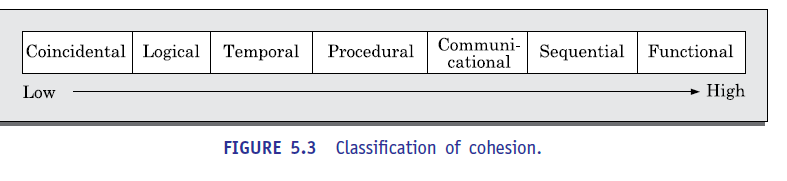 Coincidental Logical Temporal Procedural Communi-
cational Sequential Functional
Low High
FIGURE 5.3 Classification of cohesion.